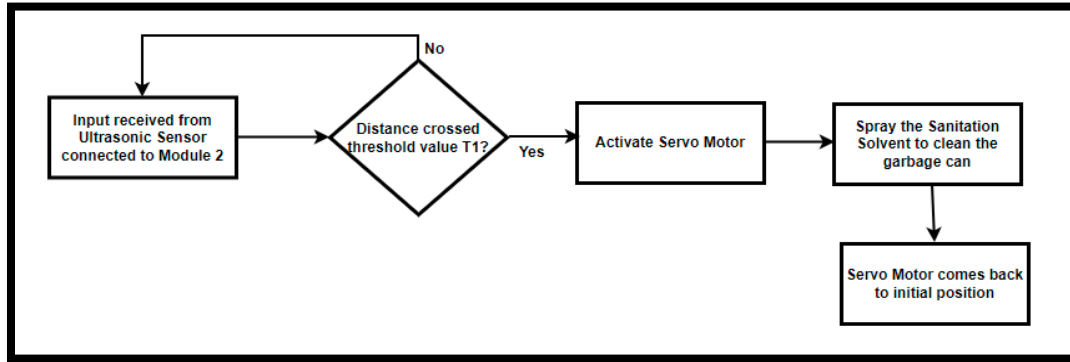 No
Input received from
Ultrasonic Sensor
connected to Module 2
Distance crossed
threshold value T1?
Yes
Activate Servo Motor
Spray the Sanitation
Solvent to clean the
garbage can
Servo Motor comes back
to initial position